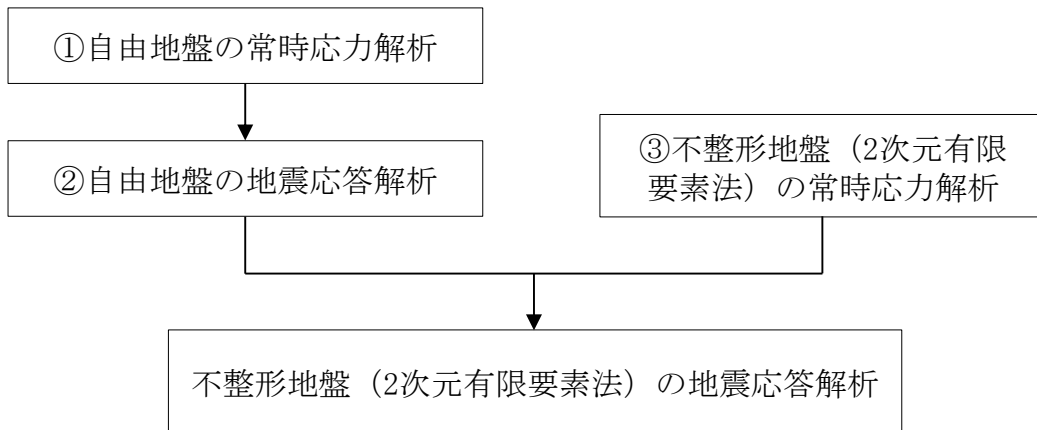 ①自由地盤の常時応力解析
②自由地盤の地震応答解析
③不整形地盤（2次元有限
要素法）の常時応力解析
不整形地盤（2次元有限要素法）の地震応答解析